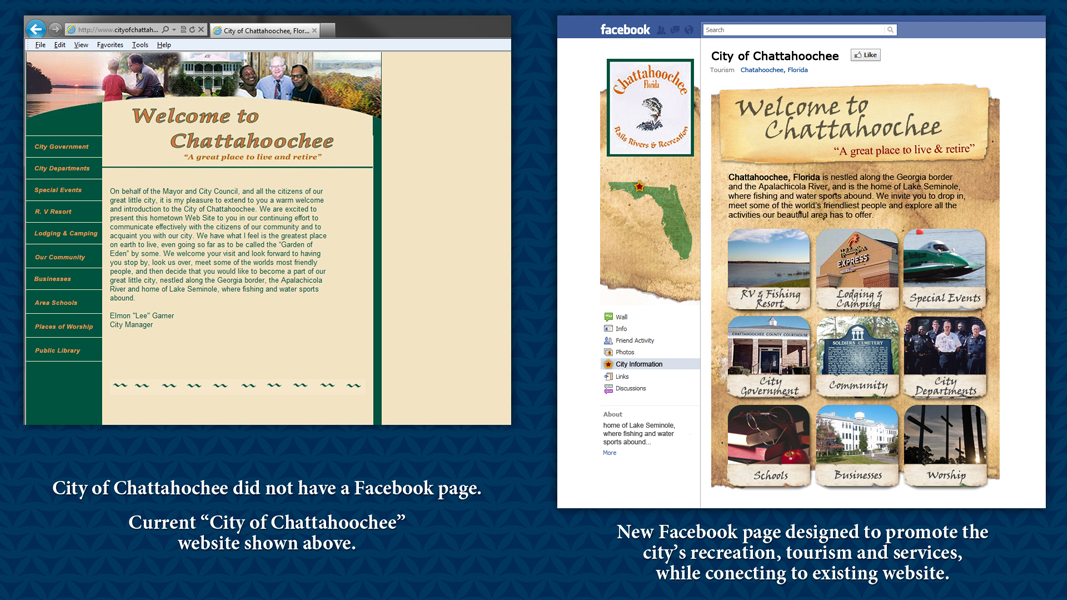 http://www.cityofchattah...
City of Chattahoochee, Flor...
File Edit View Favorites Tools Help
Welcome to
Chattahoochee
"A great place to live and retire"
City Government
City Departments
Special Events
R. V Resort
Lodging & Camping
Our Community
Businesses
Area Schools
Places of Worship
Public Library
On behalf of the Mayor and City Council, and all the citizens of our
great little city, it is my pleasure to extend to you a warm welcome
and introduction to the City of Chattahoochee. We are excited to
present this hometown Web Site to you in our continuing effort to
communicate effectively with the citizens of our community and to
acquaint you with our city. We have what I feel is the greatest place
on earth to live, even going so far as to be called the "Garden of
Eden" by some. We welcome your visit and look forward to having
you stop by, look us over, meet some of the worlds most friendly
people, and then decide that you would like to become a part of our
great little city, nestled along the Georgia border, the Apalachicola
River and home of Lake Seminole, where fishing and water sports
abound.
Elmon "Lee" Garner
City Manager
City of Chattahochee did not have a Facebook page.
Current “City of Chattahoochee”
website shown above.
facebook
Search
City of Chattahoochee
Like
Tourism Chatahoochee, Florida
Chattahoochee
Florida
Rails Rivers & Recreation
Welcome to
Chattahoochee
“A great place to live & retire”
Chattahoochee, Florida is nestled along the Georgia border
and the Apalachicola River, and is the home of Lake Seminole,
where fishing and water sports abound. We invite you to drop in,
meet some of the world's friendliest people and explore all the
activities our beautiful area has to offer.
RV & Fishing
Resort
EXPRESS
Lodging &
Camping
Special Events
City
Government
SOLDIERS CEMETERY
Community
City
Departments
Schools
Businesses
Worship
Wall
Info
Friend Activity
Photos
City Information
Links
Discussions
About
home of Lake Seminole,
where fishing and water
sports abound...
More
New Facebook page designed to promote the
city's recreation, tourism and services,
while conecting to existing website.